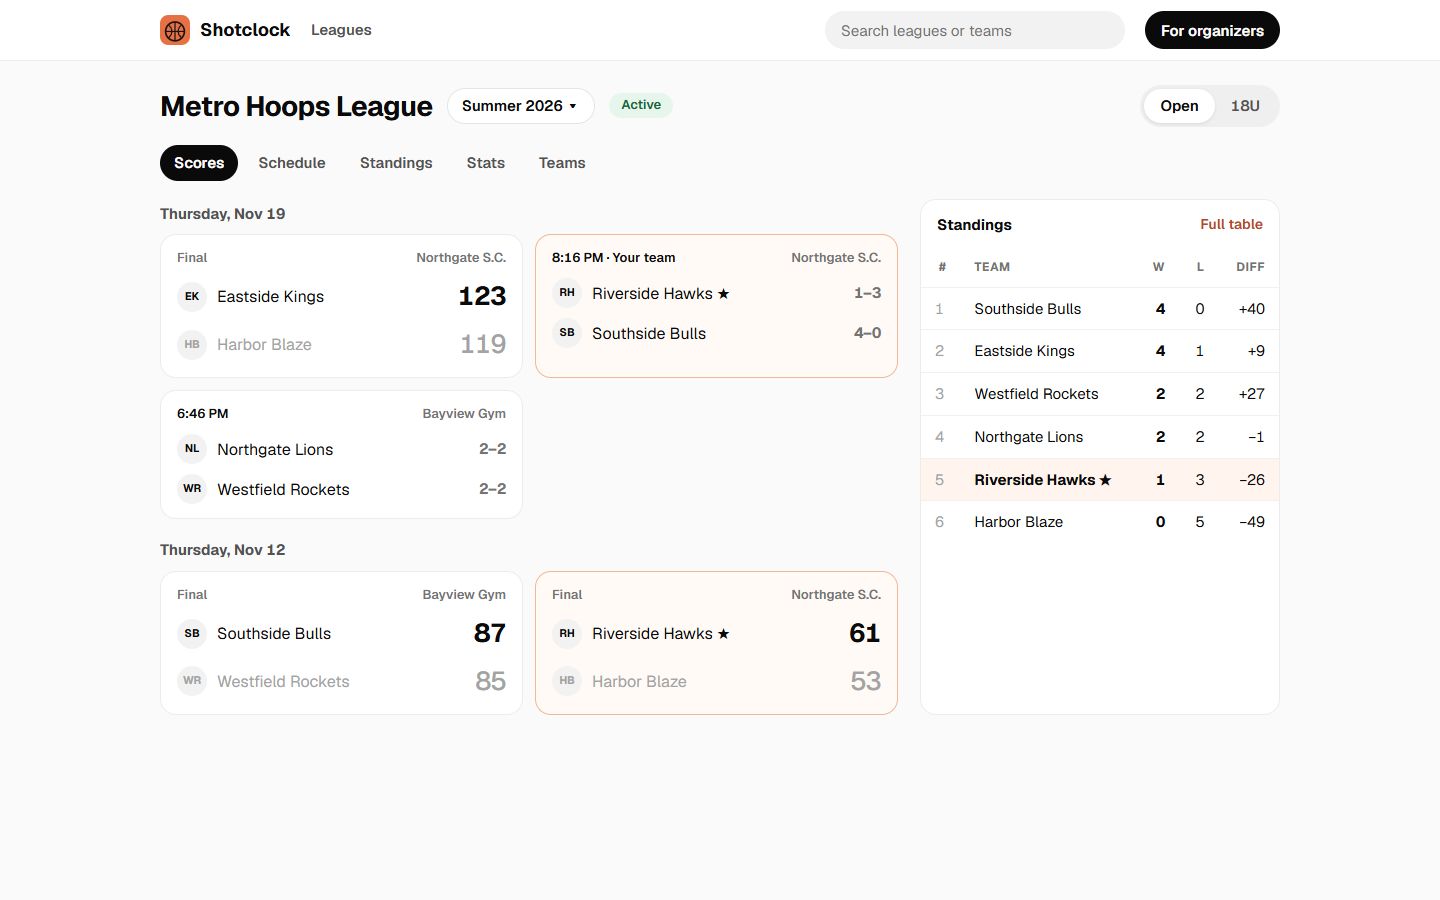 Shotclock
Leagues
Search leagues or teams
For organizers
Metro Hoops League
Summer 2026
Active
Open
18U
Scores
Schedule
Standings
Stats
Teams
Thursday, Nov 19
Final Northgate S.C.
EK Eastside Kings 123
HB Harbor Blaze 119
8:16 PM · Your team Northgate S.C.
RH Riverside Hawks ★ 1–3
SB Southside Bulls 4–0
6:46 PM Bayview Gym
NL Northgate Lions 2–2
WR Westfield Rockets 2–2
Thursday, Nov 12
Final Bayview Gym
SB Southside Bulls 87
WR Westfield Rockets 85
Final Northgate S.C.
RH Riverside Hawks ★ 61
HB Harbor Blaze 53
Standings Full table
# TEAM W L DIFF
1 Southside Bulls 4 0 +40
2 Eastside Kings 4 1 +9
3 Westfield Rockets 2 2 +27
4 Northgate Lions 2 2 −1
5 Riverside Hawks ★ 1 3 −26
6 Harbor Blaze 0 5 −49